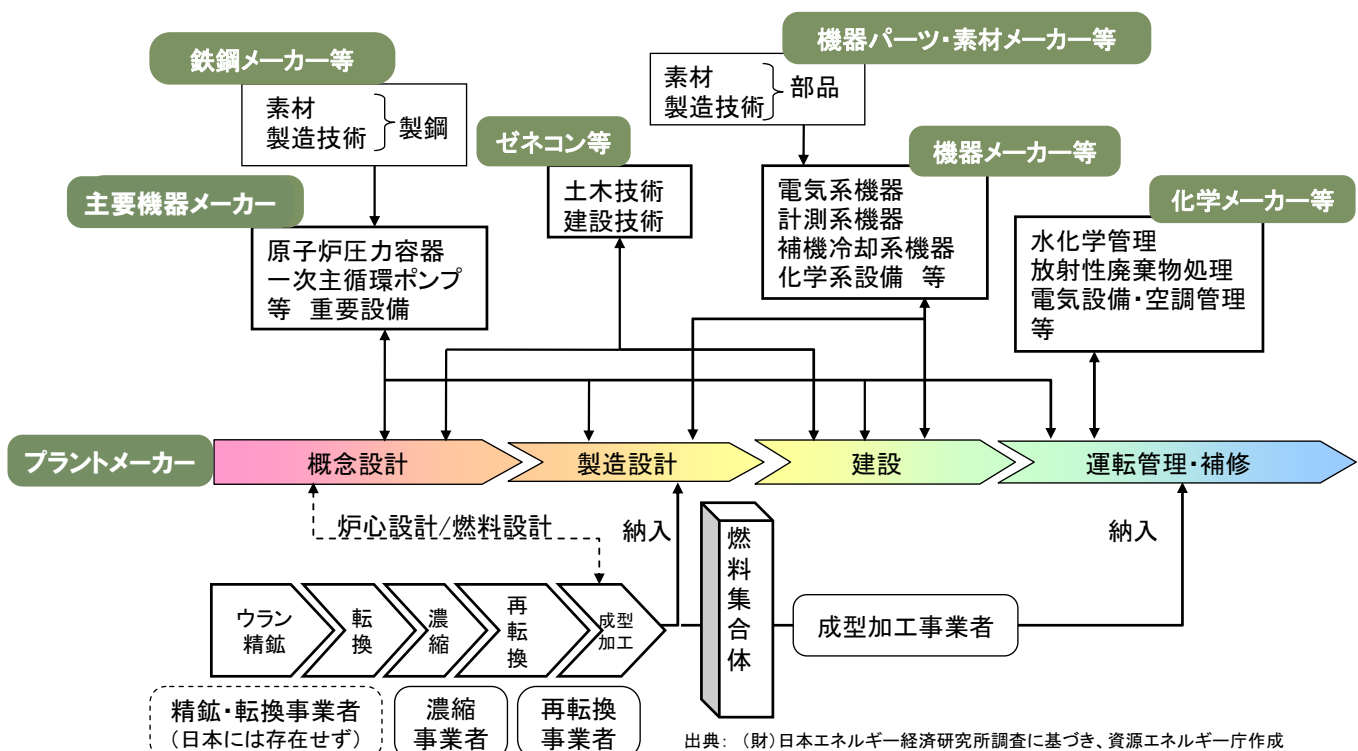 鉄鋼メーカー等
素材
製造技術
製鋼
機器パーツ・素材メーカー等
素材
製造技術
部品
ゼネコン等
土木技術
建設技術
機器メーカー等
電気系機器
計測系機器
補機冷却系機器
化学系設備 等
主要機器メーカー
原子炉圧力容器
一次主循環ポンプ
等 重要設備
化学メーカー等
水化学管理
放射性廃棄物処理
電気設備・空調管理
等
プラントメーカー
概念設計
製造設計
建設
運転管理・補修
炉心設計/燃料設計
納入
納入
ウラン
精鉱
転
換
濃
縮
再
転
換
成型
加工
燃
料
集
合
体
成型加工事業者
精鉱・転換事業者
(日本には存在せず)
濃縮
事業者
再転換
事業者
出典: (財)日本エネルギー経済研究所調査に基づき、資源エネルギー庁作成